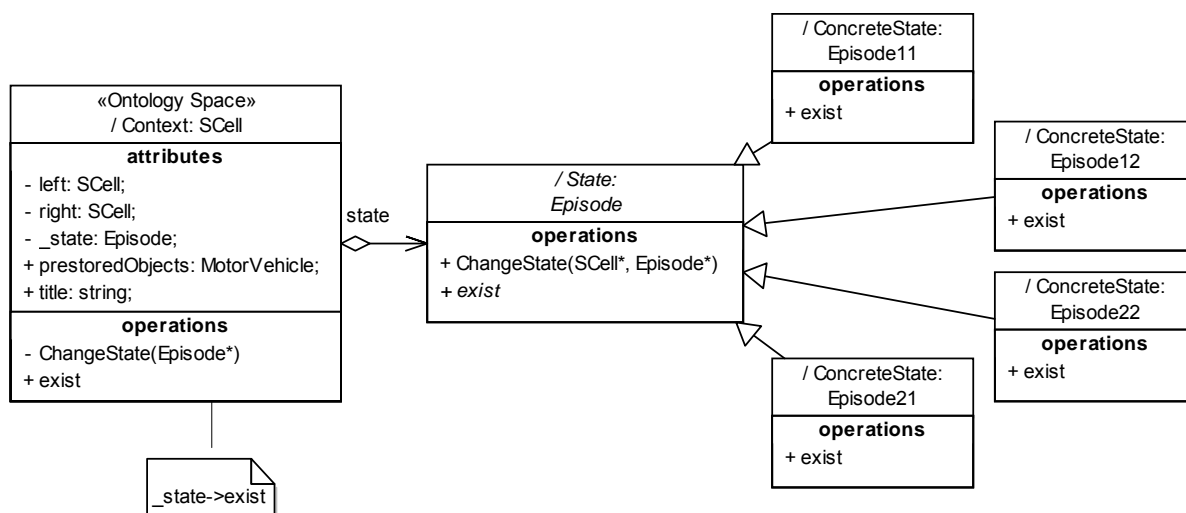 «Ontology Space»
/ Context: SCell
attributes
- left: SCell;
- right: SCell;
- _state: Episode;
+ prestoredObjects: MotorVehicle;
+ title: string;
operations
- ChangeState(Episode*)
+ exist
_state->exist
state
/ State:
Episode
operations
+ ChangeState(SCell*, Episode*)
+ exist
/ ConcreteState:
Episode11
operations
+ exist
/ ConcreteState:
Episode12
operations
+ exist
/ ConcreteState:
Episode22
operations
+ exist
/ ConcreteState:
Episode21
operations
+ exist